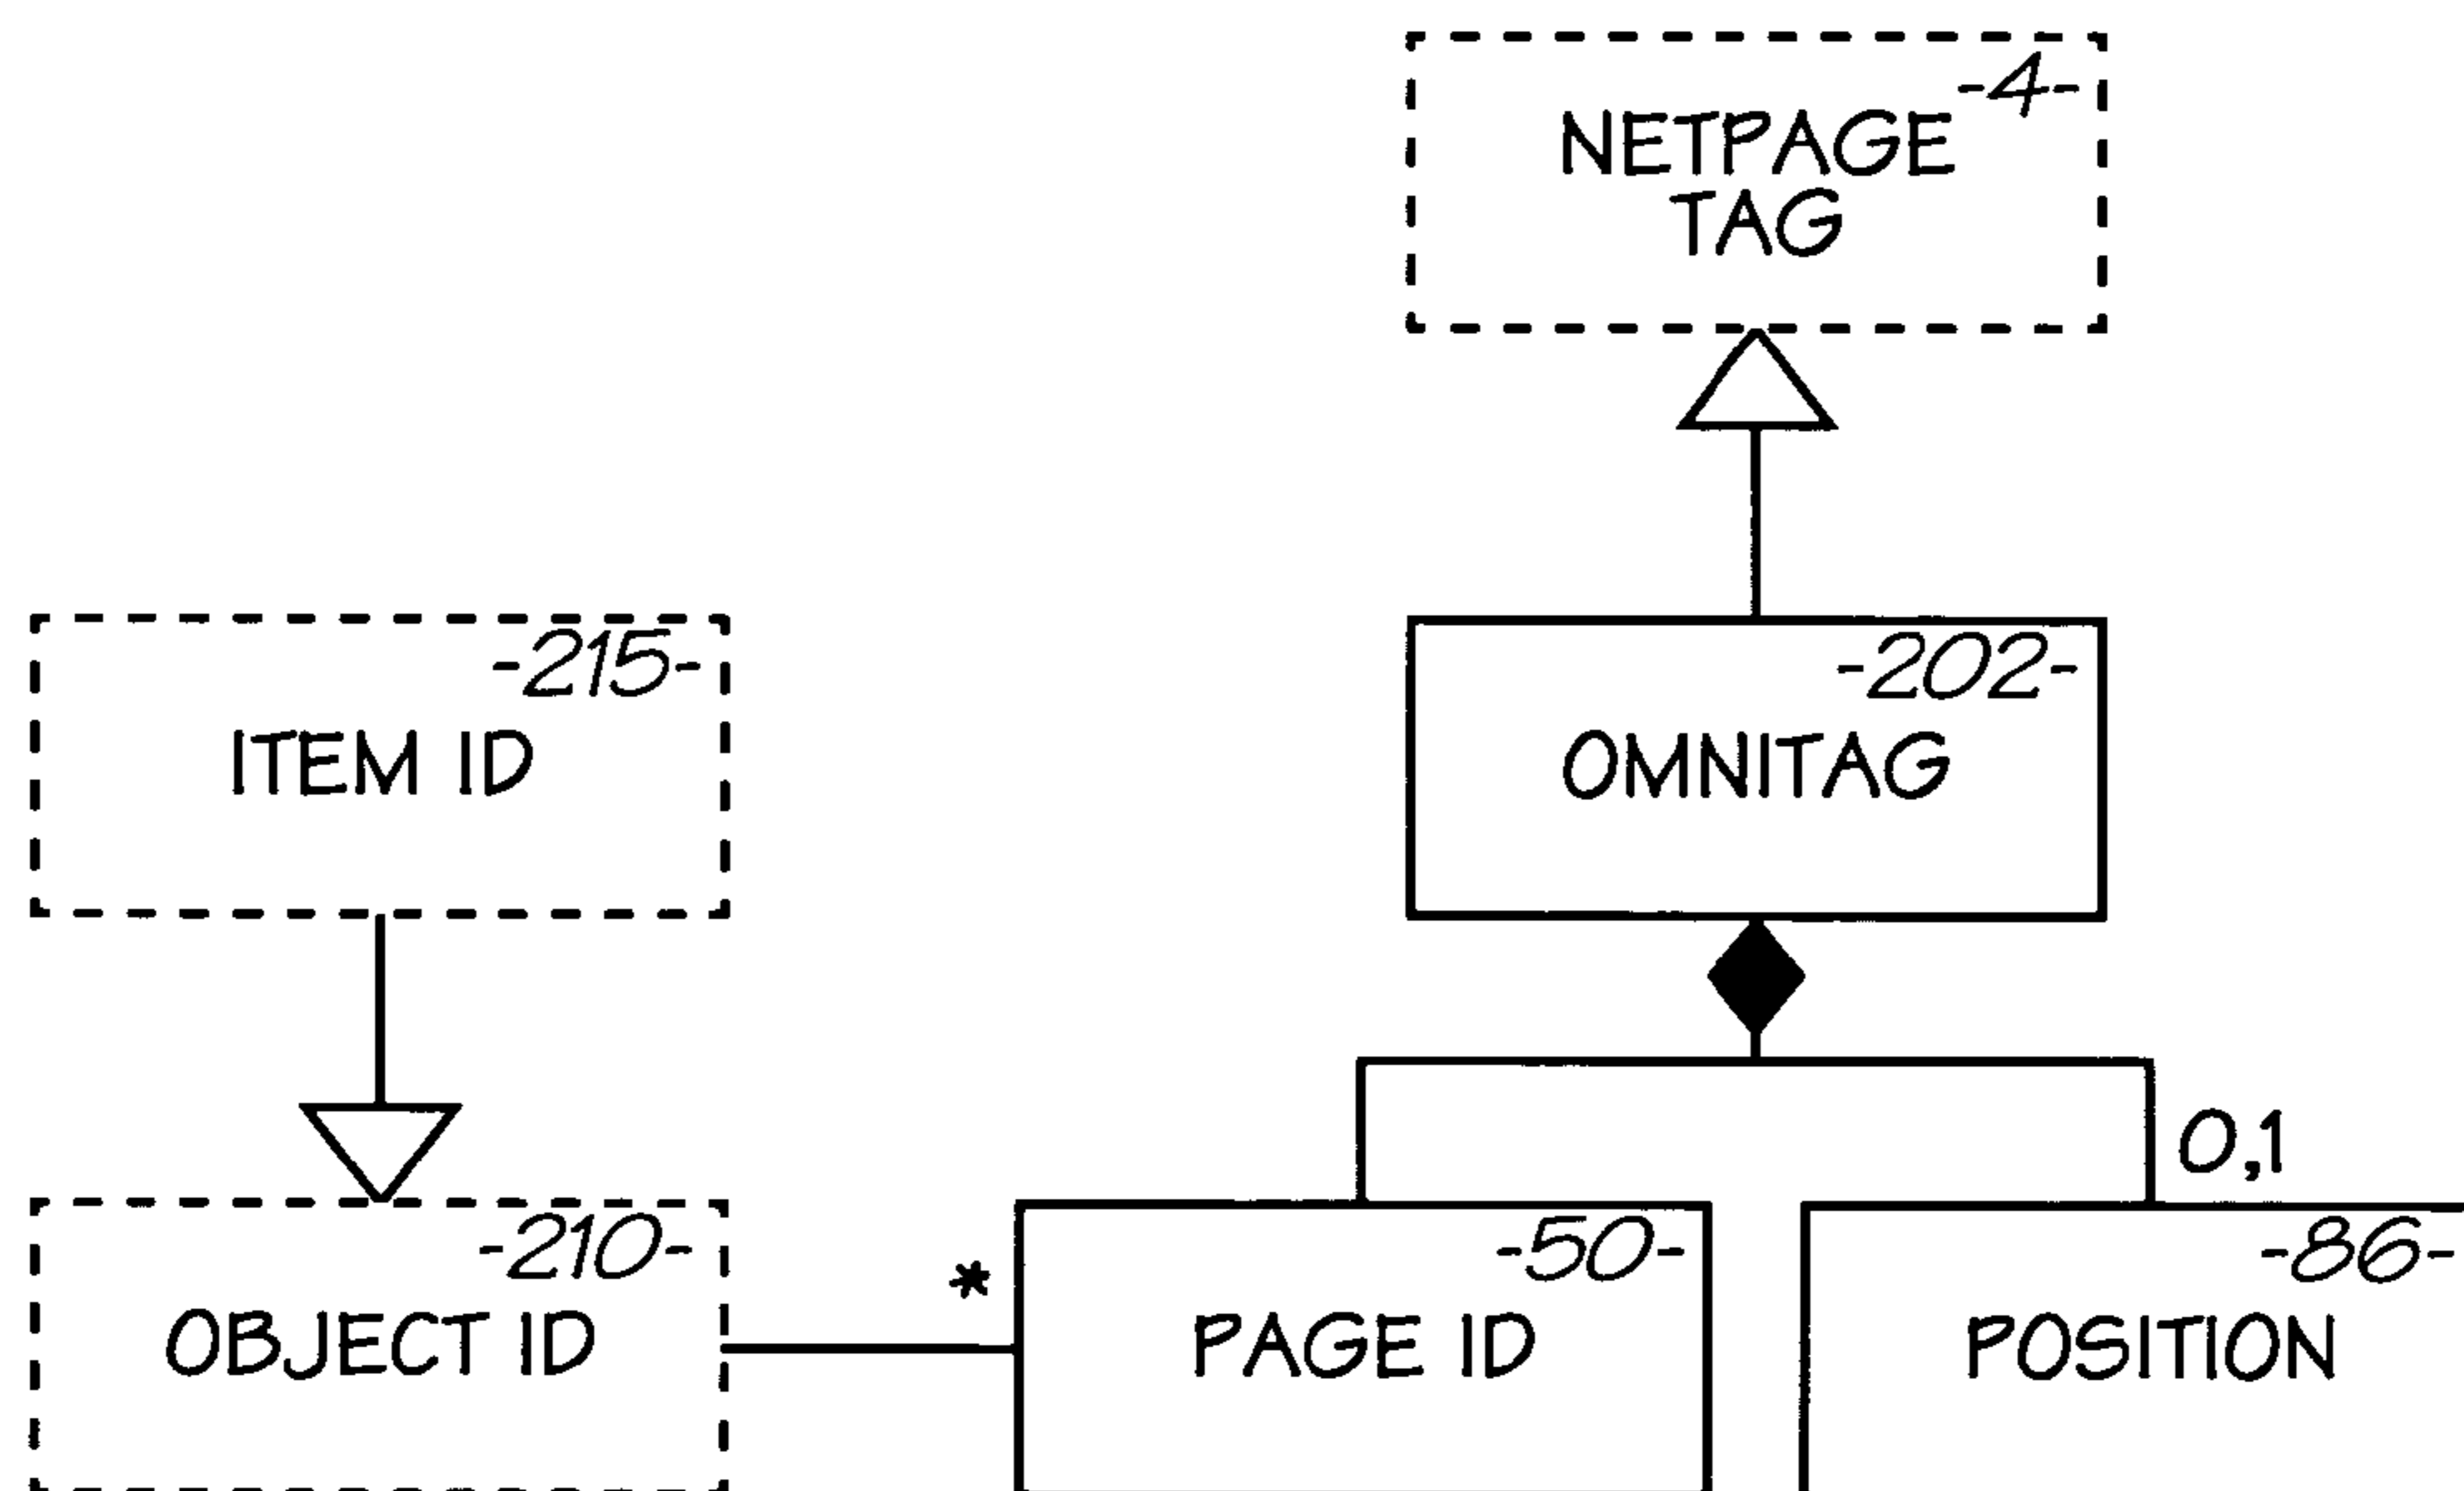 -4-
NETPAGE
TAG
-215-
ITEM ID
-202-
OMNITAG
0,1
-210-
OBJECT ID
*
-50-
PAGE ID
-86-
POSITION